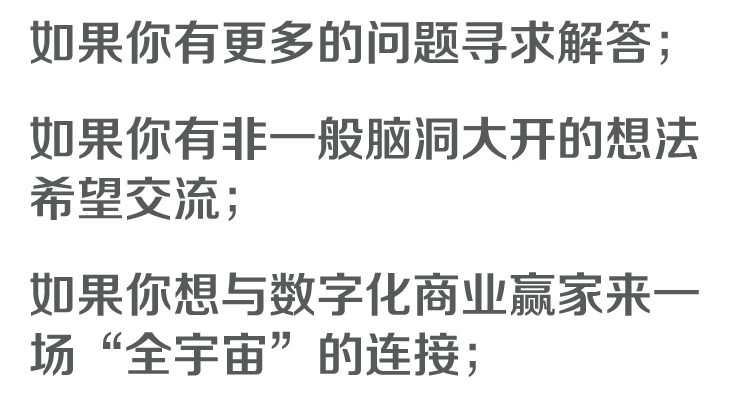 如果你有更多的问题寻求解答；
如果你有非一般脑洞大开的想法
希望交流；
如果你想与数字化商业赢家来一
场“全宇宙”的连接；